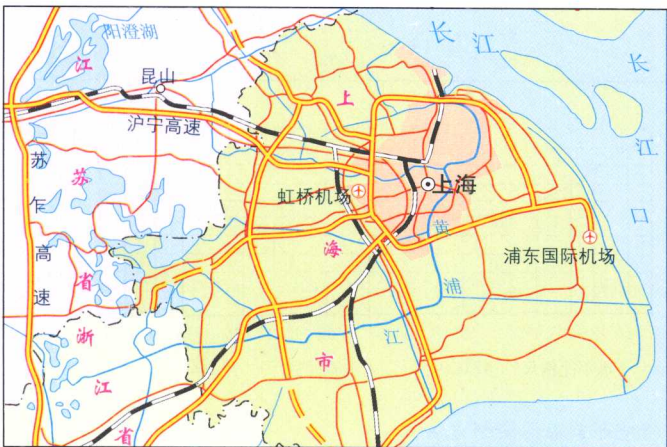 阳澄湖
长江
长江口
江苏省
昆山
上海市
沪宁高速
苏乍高速
虹桥机场
上海
黄浦江
浦东国际机场
浙江省